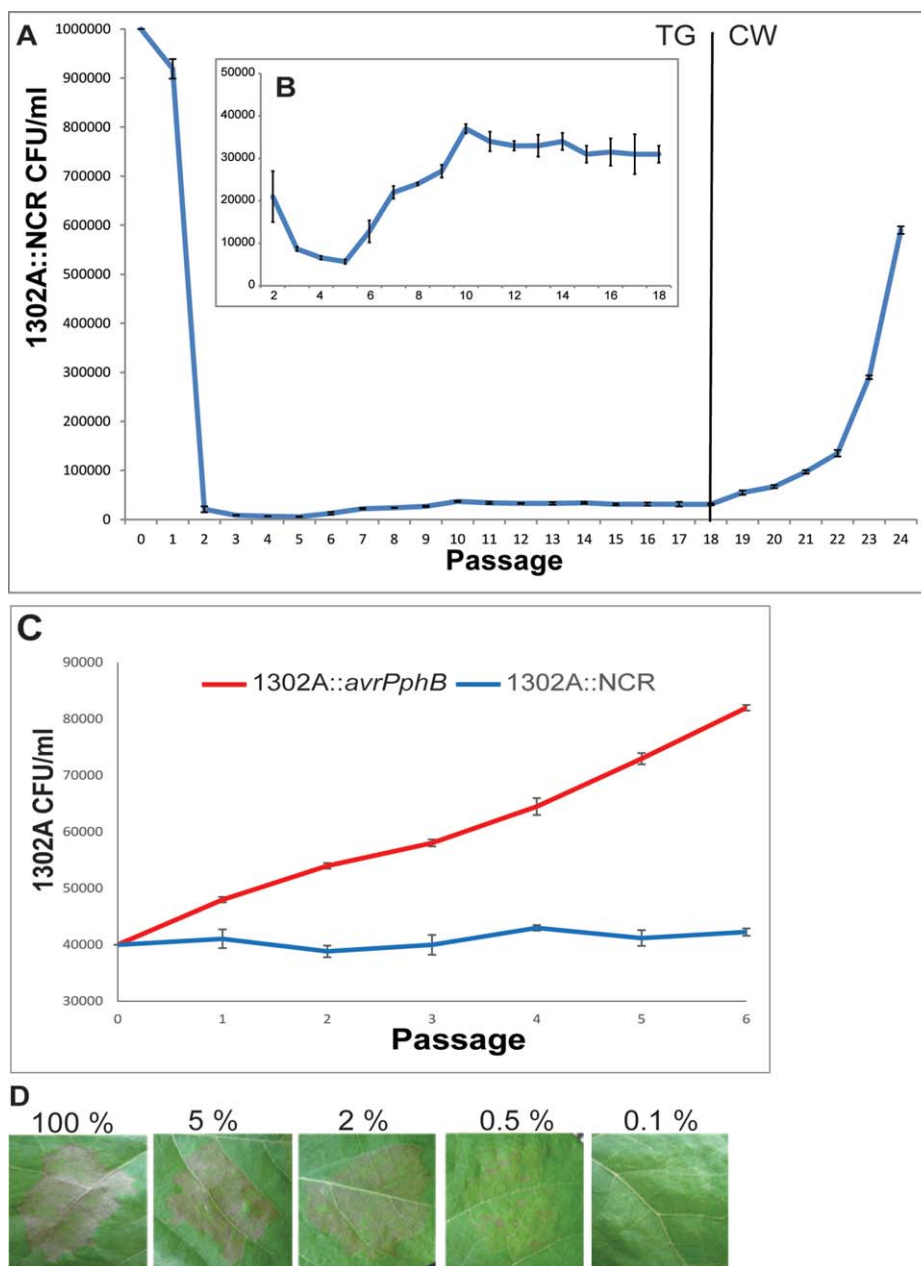 A
TG CW
1302A::NCR CFU/ml
1000000
900000
800000
700000
600000
500000
400000
300000
200000
100000
0
0 1 2 3 4 5 6 7 8 9 10 11 12 13 14 15 16 17 18 19 20 21 22 23 24
Passage
B
50000
40000
30000
20000
10000
0
2 4 6 8 10 12 14 16 18
C
1302A::avrPphB 1302A::NCR
1302A CFU/ml
90000
80000
70000
60000
50000
40000
30000
0 1 2 3 4 5 6
Passage
D
100 % 5 % 2 % 0.5 % 0.1 %